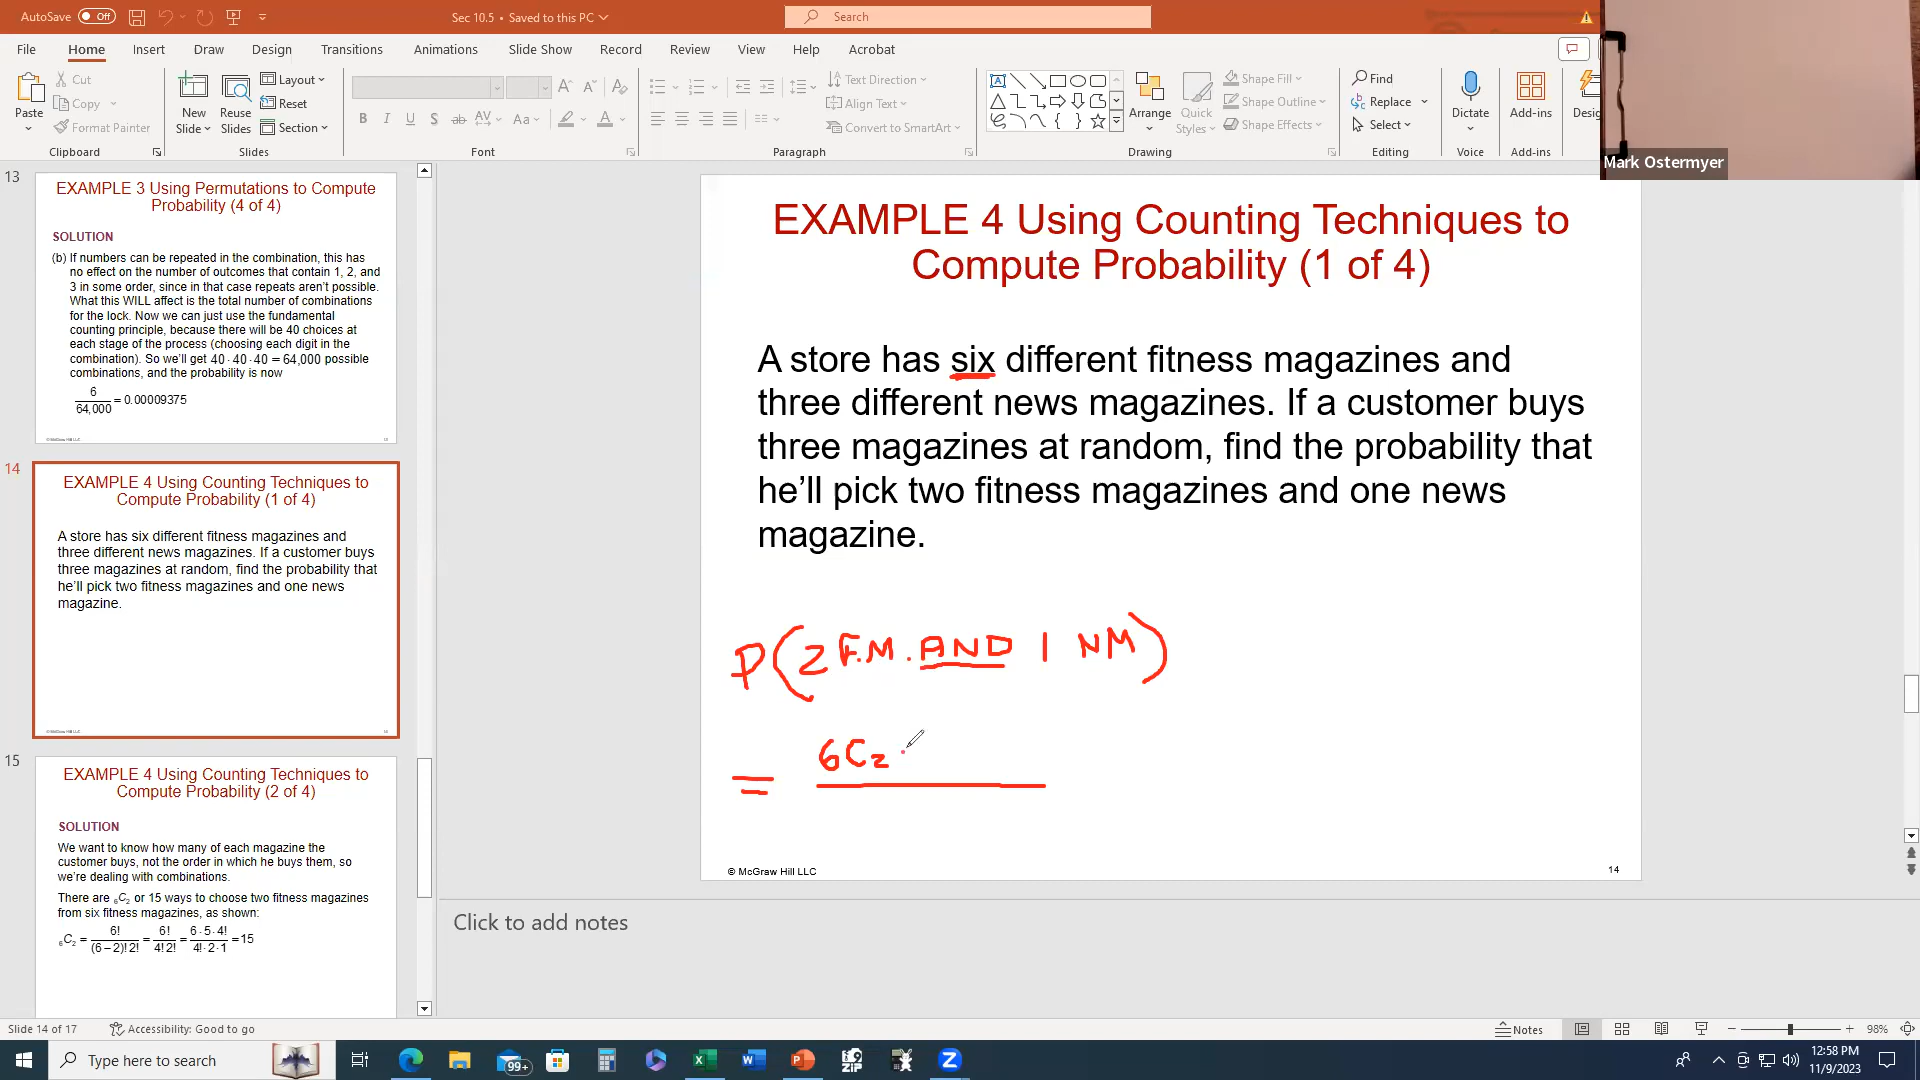 AutoSave Off Sec 10.5 • Saved to this PC Search
File Home Insert Draw Design Transitions Animations Slide Show Record Review View Help Acrobat
Paste Cut Copy Format Painter Clipboard
New Slide Reuse Slides Layout Reset Section Slides
Font
Text Direction Align Text Convert to SmartArt Paragraph
Arrange Quick Styles Shape Fill Shape Outline Shape Effects Drawing
Find Replace Select Editing
Dictate Voice
Add-ins Add-ins
Desig
Mark Ostermyer
13
EXAMPLE 3 Using Permutations to Compute
Probability (4 of 4)
SOLUTION
(b) If numbers can be repeated in the combination, this has
no effect on the number of outcomes that contain 1, 2, and
3 in some order, since in that case repeats aren't possible.
What this WILL affect is the total number of combinations
for the lock. Now we can just use the fundamental
counting principle, because there will be 40 choices at
each stage of the process (choosing each digit in the
combination). So we'll get 40 · 40 · 40 = 64,000 possible
combinations, and the probability is now
6/64,000 = 0.00009375
14
EXAMPLE 4 Using Counting Techniques to
Compute Probability (1 of 4)
A store has six different fitness magazines and
three different news magazines. If a customer buys
three magazines at random, find the probability that
he'll pick two fitness magazines and one news
magazine.
15
EXAMPLE 4 Using Counting Techniques to
Compute Probability (2 of 4)
SOLUTION
We want to know how many of each magazine the
customer buys, not the order in which he buys them, so
we're dealing with combinations.
There are ₆C₂ or 15 ways to choose two fitness magazines
from six fitness magazines, as shown:
₆C₂ = 6!/(6−2)!2! = 6!/4!2! = 6·5·4!/4!·2·1 = 15
EXAMPLE 4 Using Counting Techniques to
Compute Probability (1 of 4)
A store has six different fitness magazines and
three different news magazines. If a customer buys
three magazines at random, find the probability that
he'll pick two fitness magazines and one news
magazine.
P(2 F.M. AND 1 NM)
= 6C₂ ·
© McGraw Hill LLC
14
Click to add notes
Slide 14 of 17 Accessibility: Good to go Notes 98%
Type here to search 99+ ZIP 12:58 PM
11/9/2023